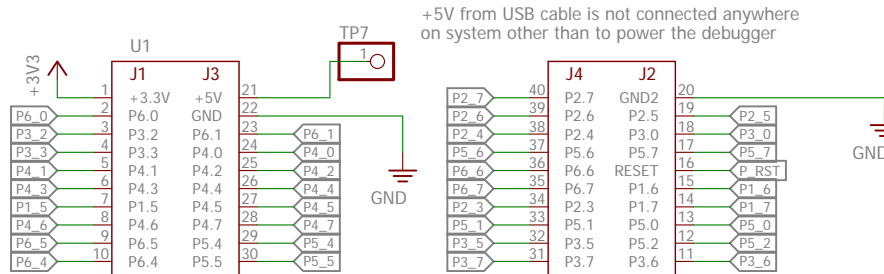 +5V from USB cable is not connected anywhere
on system other than to power the debugger
U1
TP7
1
+3V3
J1 J3
1 +3.3V +5V 21
P6_0 2 P6.0 GND 22
P3_2 3 P3.2 P6.1 23 P6_1
P3_3 4 P3.3 P4.0 24 P4_0
P4_1 5 P4.1 P4.2 25 P4_2
P4_3 6 P4.3 P4.4 26 P4_4
P1_5 7 P1.5 P4.5 27 P4_5
P4_6 8 P4.6 P4.7 28 P4_7
P6_5 9 P6.5 P5.4 29 P5_4
P6_4 10 P6.4 P5.5 30 P5_5
GND
J4 J2
P2_7 40 P2.7 GND2 20
P2_6 39 P2.6 P2.5 19 P2_5
P2_4 38 P2.4 P3.0 18 P3_0
P5_6 37 P5.6 P5.7 17 P5_7
P6_6 36 P6.6 RESET 16 P_RST
P6_7 35 P6.7 P1.6 15 P1_6
P2_3 34 P2.3 P1.7 14 P1_7
P5_1 33 P5.1 P5.0 13 P5_0
P3_5 32 P3.5 P5.2 12 P5_2
P3_7 31 P3.7 P3.6 11 P3_6
GND